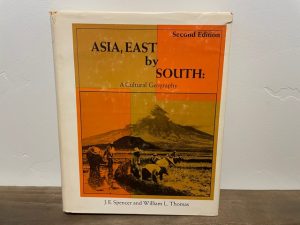 Second Edition
ASIA, EAST
by
SOUTH:
A Cultural Geography
J.E. Spencer and William L. Thomas